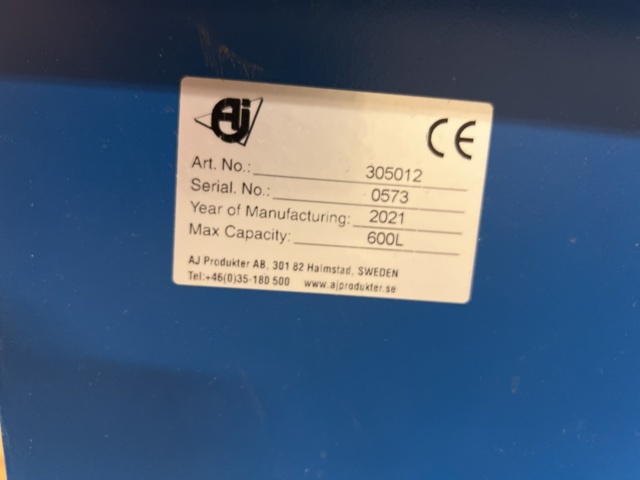 Aj
CE
Art. No.: 305012
Serial. No.: 0573
Year of Manufacturing: 2021
Max Capacity: 600L
AJ Produkter AB, 301 82 Halmstad, SWEDEN
Tel:+46(0)35-180 500 www.ajprodukter.se